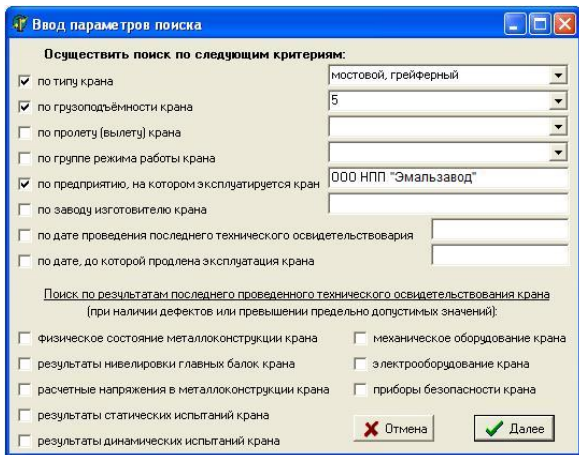 Ввод параметров поиска
Осуществить поиск по следующим критериям:
по типу крана
мостовой, грейферный
по грузоподъёмности крана
5
по пролету (вылету) крана
по группе режима работы крана
по предприятию, на котором эксплуатируется кран
ООО НПП "Эмальзавод"
по заводу изготовителю крана
по дате проведения последнего технического освидетельствовария
по дате, до которой продлена эксплуатация крана
Поиск по результатам последнего проведенного технического освидетельствования крана
(при наличии дефектов или превышении предельно допустимых значений):
физическое состояние металлоконструкции крана
механическое оборудование крана
результаты нивелировки главных балок крана
электрооборудование крана
расчетные напряжения в металлоконструкции крана
приборы безопасности крана
результаты статических испытаний крана
результаты динамических испытаний крана
Отмена
Далее